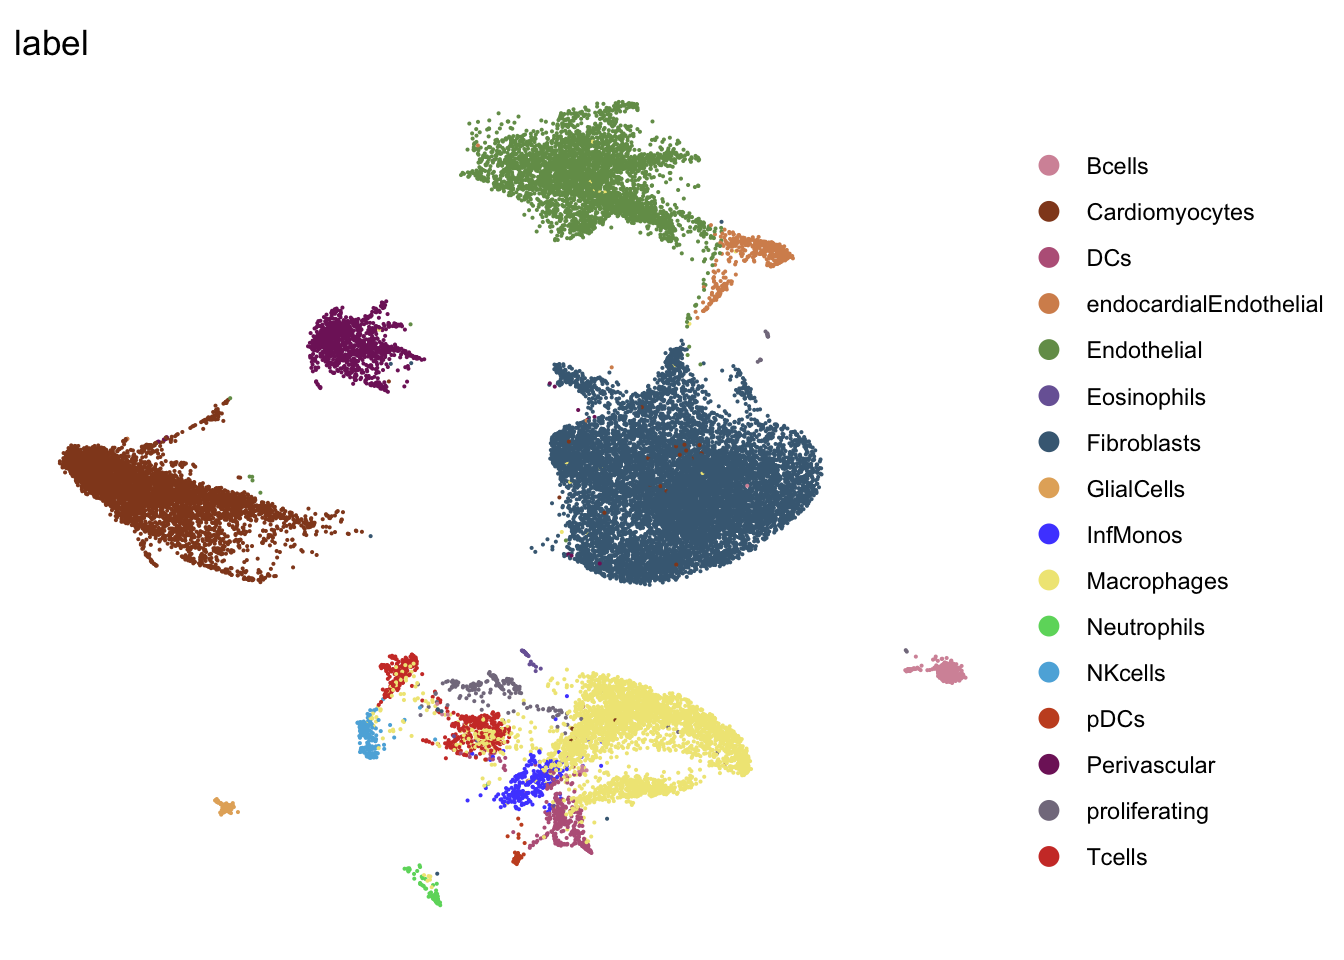 label
Bcells
Cardiomyocytes
DCs
endocardialEndothelial
Endothelial
Eosinophils
Fibroblasts
GlialCells
InfMonos
Macrophages
Neutrophils
NKcells
pDCs
Perivascular
proliferating
Tcells